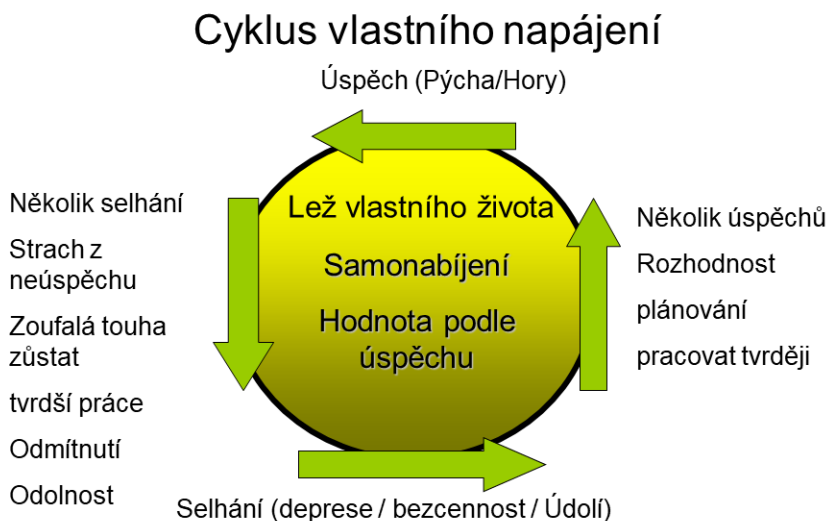 Cyklus vlastního napájení
Úspěch (Pýcha/Hory)
Několik selhání
Strach z
neúspěchu
Zoufalá touha
zůstat
tvrdší práce
Odmítnutí
Odolnost
Lež vlastního života
Samonabíjení
Hodnota podle
úspěchu
Několik úspěchů
Rozhodnost
plánování
pracovat tvrději
Selhání (deprese / bezcennost / Údolí)